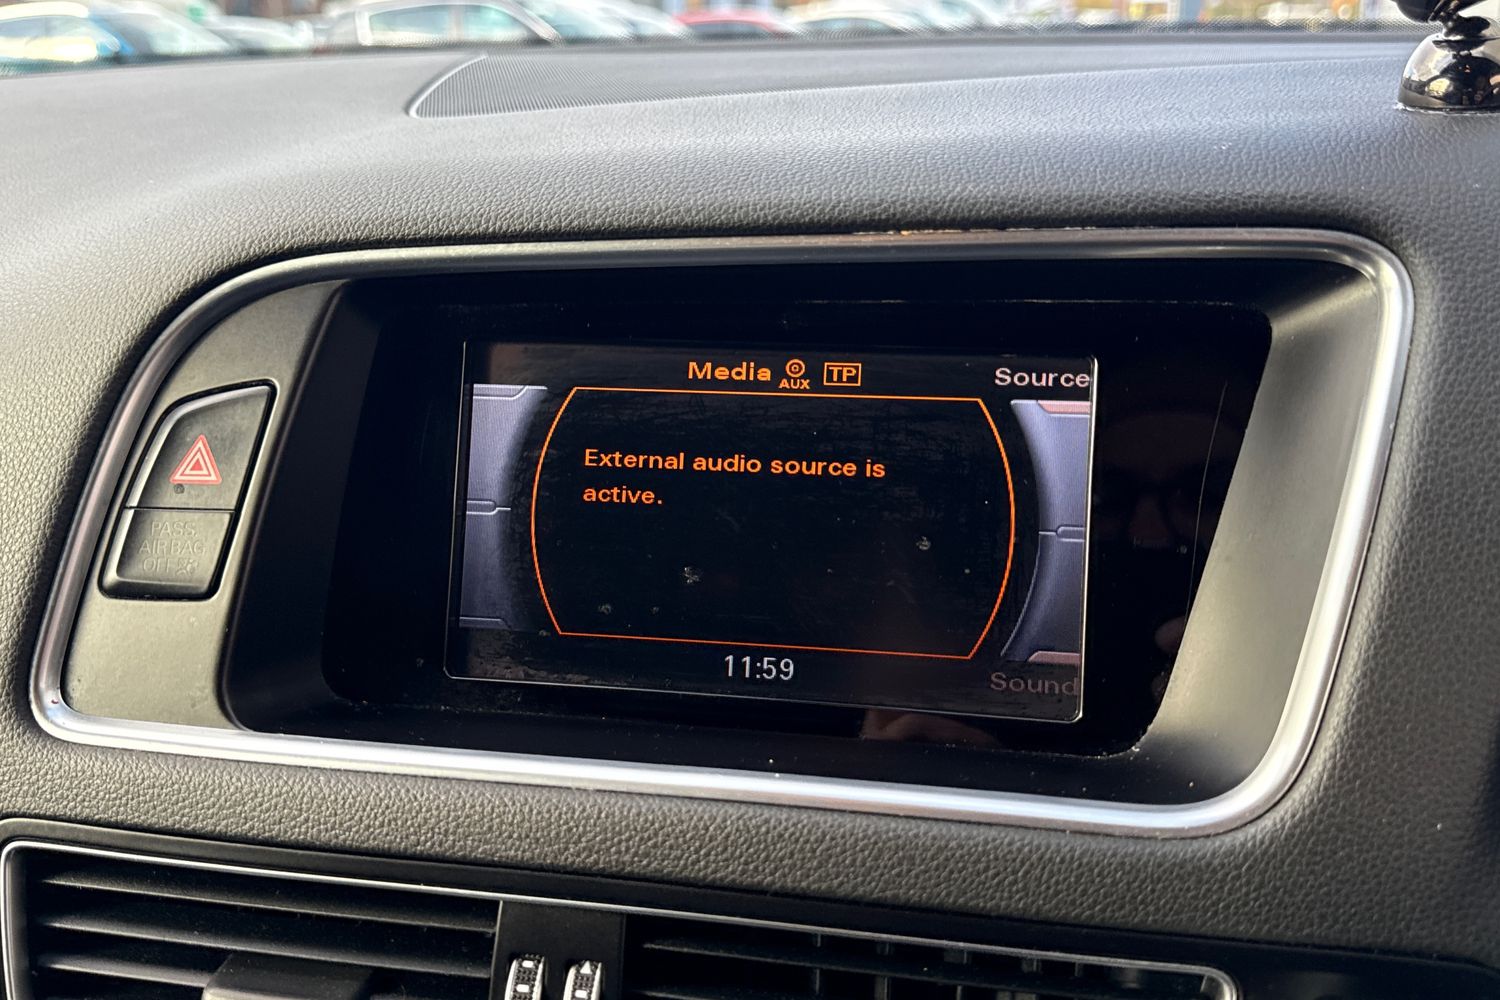 Media AUX TP
Source
External audio source is
active.
11:59
Sound
PASS
AIR BAG
OFF